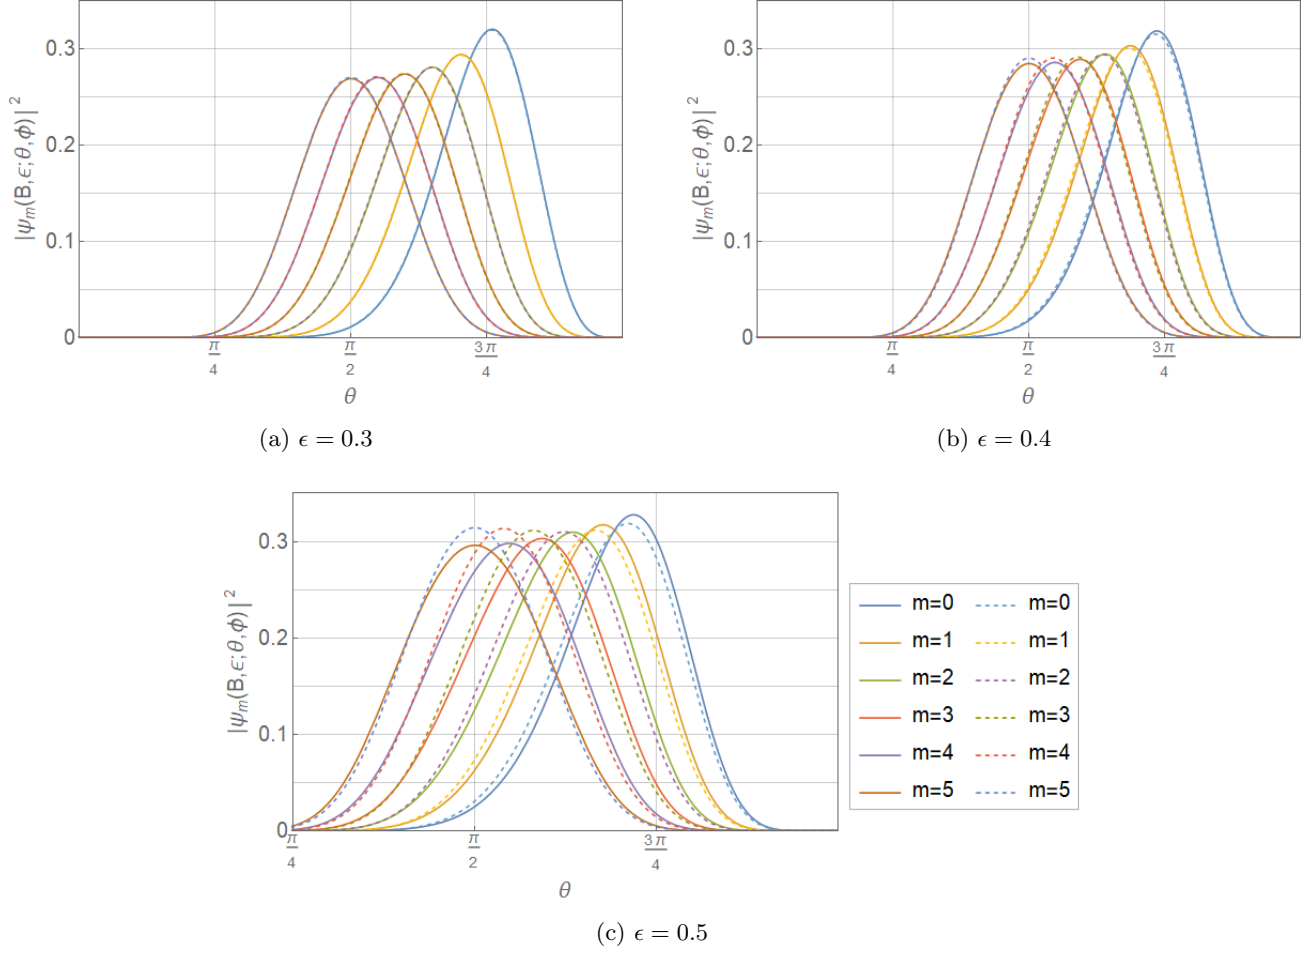 |ψₘ(B,ϵ;θ,ϕ)|²
0.3
0.2
0.1
0
π/4
π/2
3π/4
θ
(a) ϵ = 0.3
|ψₘ(B,ϵ;θ,ϕ)|²
0.3
0.2
0.1
0
π/4
π/2
3π/4
θ
(b) ϵ = 0.4
|ψₘ(B,ϵ;θ,ϕ)|²
0.3
0.2
0.1
0
π/4
π/2
3π/4
θ
m=0 m=0
m=1 m=1
m=2 m=2
m=3 m=3
m=4 m=4
m=5 m=5
(c) ϵ = 0.5